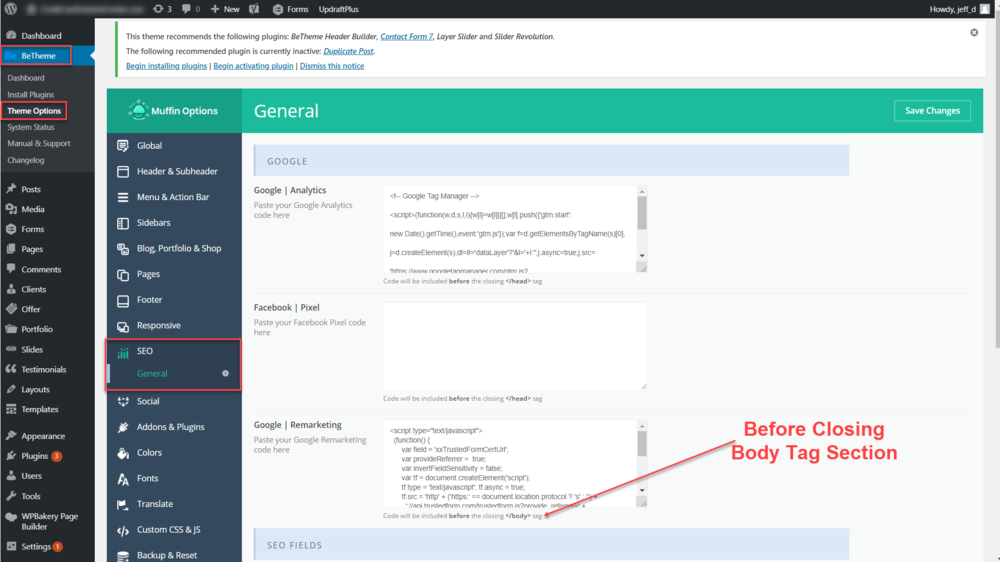 3
0
New
Forms
UpdraftPlus
Howdy, jeff_d
Dashboard
BeTheme
Dashboard
Install Plugins
Theme Options
System Status
Manual & Support
Changelog
Posts
Media
Forms
Pages
Comments
Clients
Offer
Portfolio
Slides
Testimonials
Layouts
Templates
Appearance
Plugins 3
Users
Tools
WPBakery Page
Builder
Settings 1
This theme recommends the following plugins: BeTheme Header Builder, Contact Form 7, Layer Slider and Slider Revolution.
The following recommended plugin is currently inactive: Duplicate Post.
Begin installing plugins | Begin activating plugin | Dismiss this notice
Muffin Options
Global
Header & Subheader
Menu & Action Bar
Sidebars
Blog, Portfolio & Shop
Pages
Footer
Responsive
SEO
General
Social
Addons & Plugins
Colors
Fonts
Translate
Custom CSS & JS
Backup & Reset
General
Save Changes
GOOGLE
Google | Analytics
Paste your Google Analytics
code here
<!-- Google Tag Manager -->
<script>(function(w,d,s,l,i){w[l]=w[l]||[];w[l].push({'gtm.start':
new Date().getTime(),event:'gtm.js'});var f=d.getElementsByTagName(s)[0],
j=d.createElement(s),dl=l!='dataLayer'?'&l='+l:'';j.async=true;j.src=
'https://www.googletagmanager.com/gtm.js?
Code will be included before the closing </head> tag
Facebook | Pixel
Paste your Facebook Pixel code
here
Code will be included before the closing </head> tag
Google | Remarketing
Paste your Google Remarketing
code here
<script type="text/javascript">
(function() {
var field = 'xxTrustedFormCertUrl';
var provideReferrer = true;
var invertFieldSensitivity = false;
var tf = document.createElement('script');
tf.type = 'text/javascript'; tf.async = true;
tf.src = 'http' + ('https:' == document.location.protocol ? 's' : '') +
'://api.trustedform.com/trustedform.js?provide_referrer=' +
Code will be included before the closing </body> tag
Before Closing
Body Tag Section
SEO FIELDS